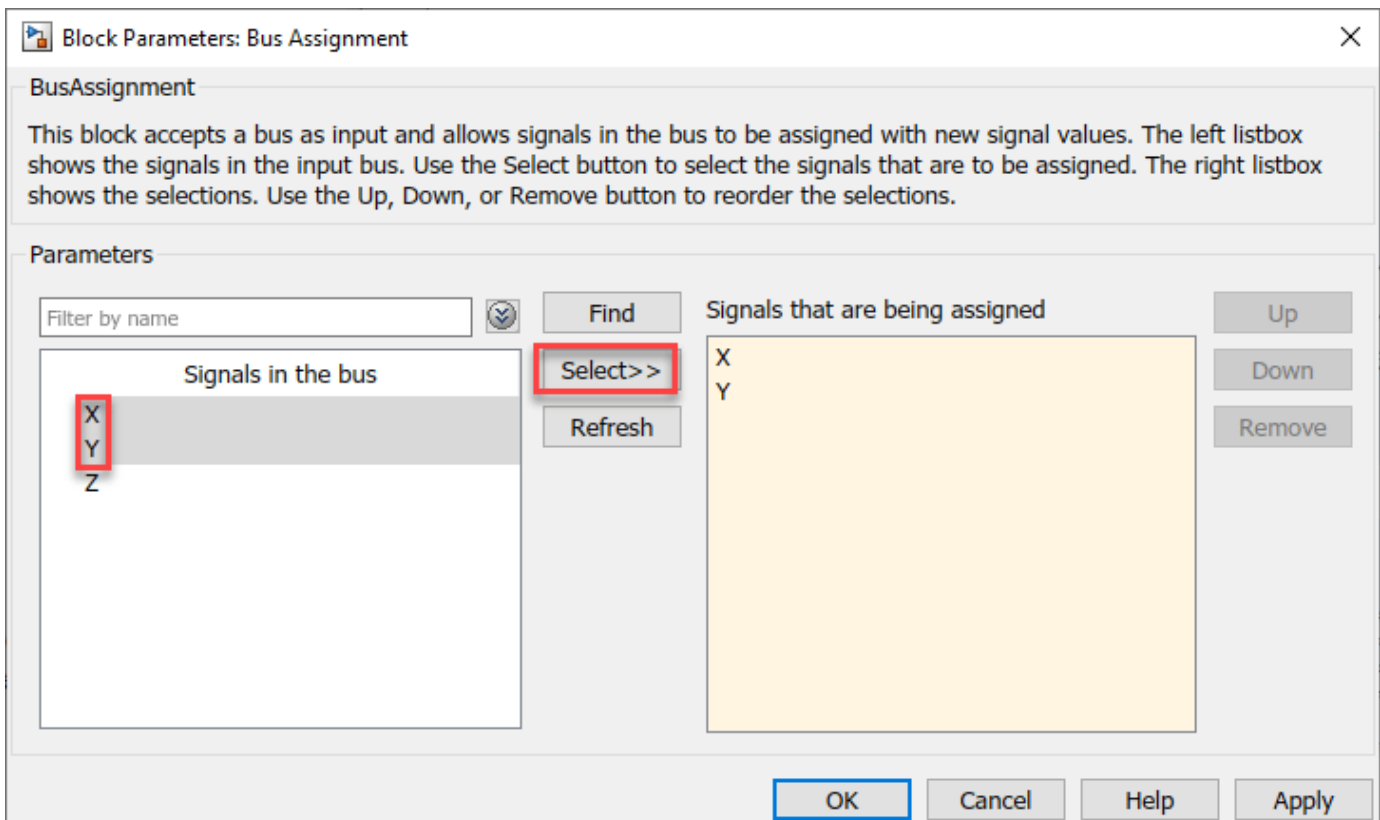 Block Parameters: Bus Assignment
BusAssignment
This block accepts a bus as input and allows signals in the bus to be assigned with new signal values. The left listbox
shows the signals in the input bus. Use the Select button to select the signals that are to be assigned. The right listbox
shows the selections. Use the Up, Down, or Remove button to reorder the selections.
Parameters
Filter by name
Find
Signals that are being assigned
Up
Signals in the bus
Select>>
Refresh
X
Y
Z
X
Y
Down
Remove
OK
Cancel
Help
Apply